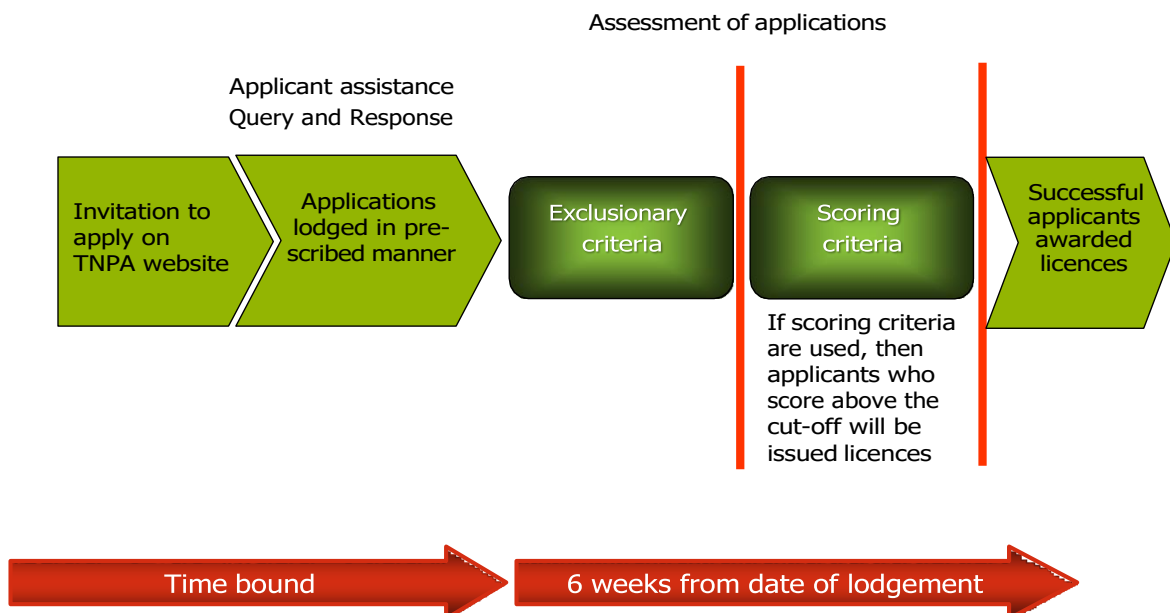 Assessment of applications
Applicant assistance
Query and Response
Invitation to
apply on
TNPA website
Applications
lodged in pre-
scribed manner
Exclusionary
criteria
Scoring
criteria
Successful
applicants
awarded
licences
If scoring criteria
are used, then
applicants who
score above the
cut-off will be
issued licences
Time bound
6 weeks from date of lodgement